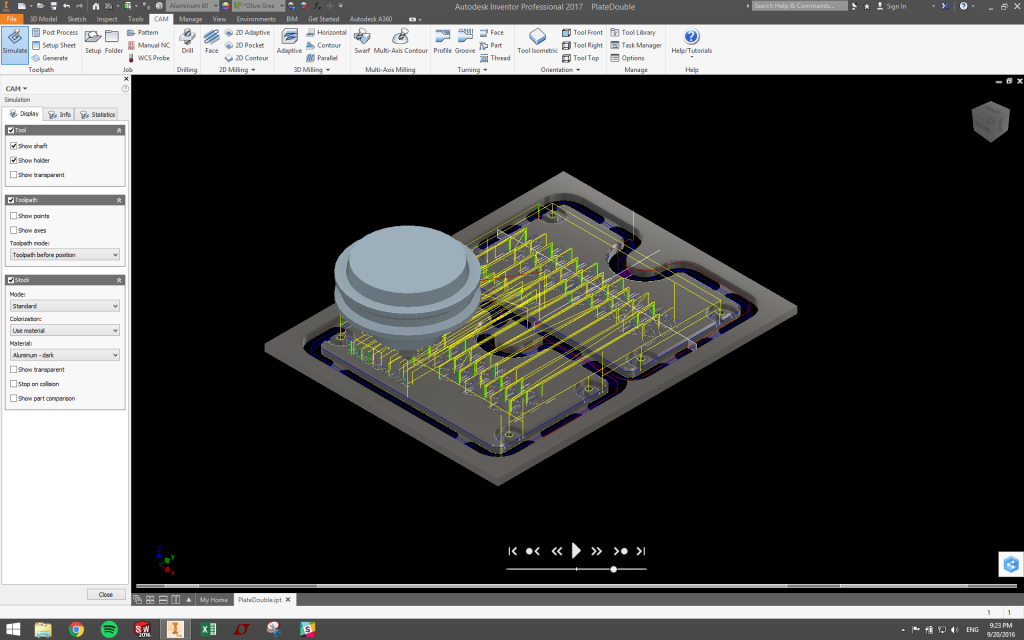 Aluminum 60 *Olive Gree Autodesk Inventor Professional 2017 PlateDouble Search Help & Commands... Sign In
File 3D Model Sketch Inspect Tools CAM Manage View Environments BIM Get Started Autodesk A360
Simulate Post Process Setup Sheet Generate
Toolpath
Setup Folder Pattern Manual NC WCS Probe
Job
Drill
Drilling
Face 2D Adaptive 2D Pocket 2D Contour
2D Milling
Adaptive Horizontal Contour Parallel
3D Milling
Swarf Multi-Axis Contour
Multi-Axis Milling
Profile Groove Face Part Thread
Turning
Tool Isometric Tool Front Tool Right Tool Top
Orientation
Tool Library Task Manager Options
Manage
Help/Tutorials
Help
CAM
Simulation
Display Info Statistics
Tool
Show shaft
Show holder
Show transparent
Toolpath
Show points
Show axes
Toolpath mode:
Toolpath before position
Stock
Mode:
Standard
Colorization:
Use material
Material:
Aluminum - dark
Show transparent
Stop on collision
Show part comparison
Close
Z
Y
X
My Home PlateDouble.ipt
1 1
SW 2016
ENG
9:23 PM
9/20/2016